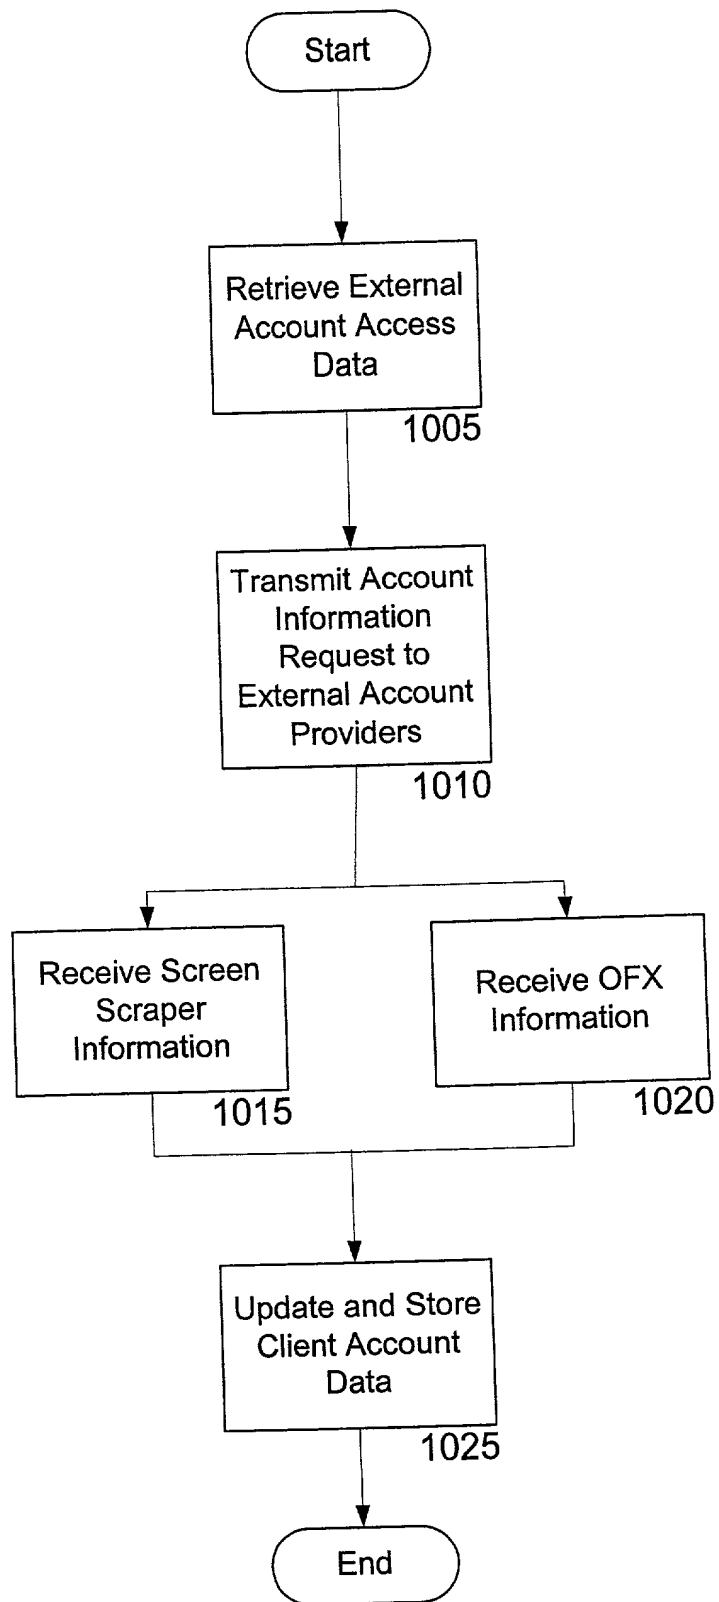 Start
Retrieve External
Account Access
Data
1005
Transmit Account
Information
Request to
External Account
Providers
1010
Receive Screen
Scraper
Information
1015
Receive OFX
Information
1020
Update and Store
Client Account
Data
1025
End